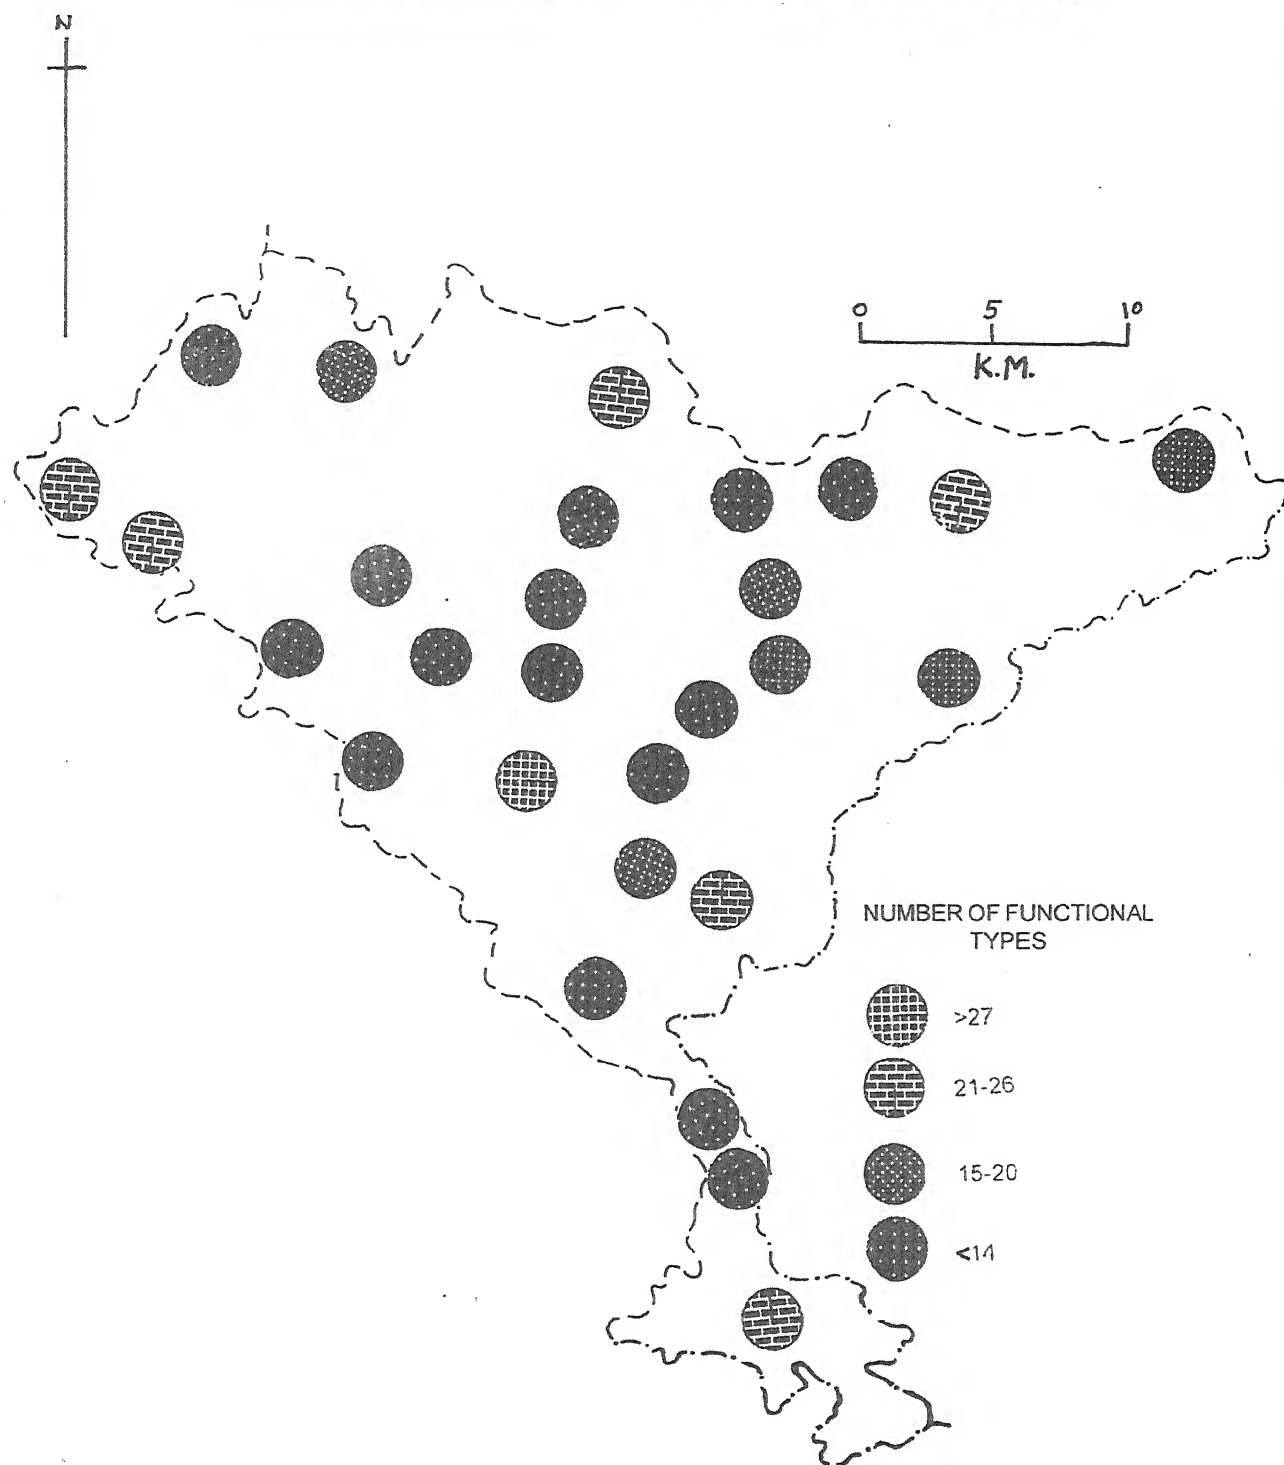 N
0 5 10
K.M.
NUMBER OF FUNCTIONAL
TYPES
>27
21-26
15-20
<14